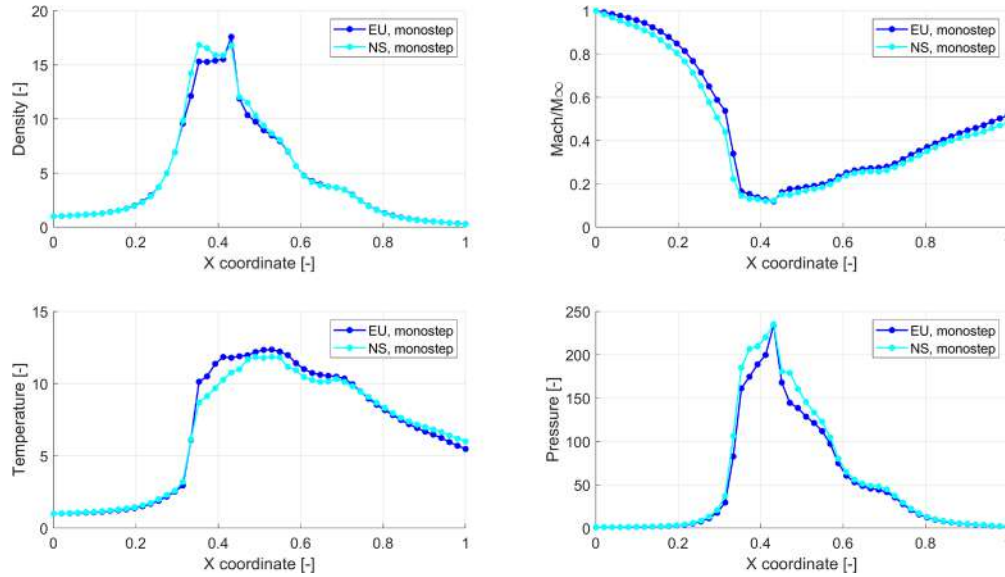 20
15
10
5
0
Density [-]
0
0.2
0.4
0.6
0.8
1
X coordinate [-]
EU, monostep
NS, monostep
1
0.8
0.6
0.4
0.2
0
Mach/M∞
0
0.2
0.4
0.6
0.8
X coordinate [-]
EU, monostep
NS, monostep
15
10
5
0
Temperature [-]
0
0.2
0.4
0.6
0.8
1
X coordinate [-]
EU, monostep
NS, monostep
250
200
150
100
50
0
Pressure [-]
0
0.2
0.4
0.6
0.8
X coordinate [-]
EU, monostep
NS, monostep